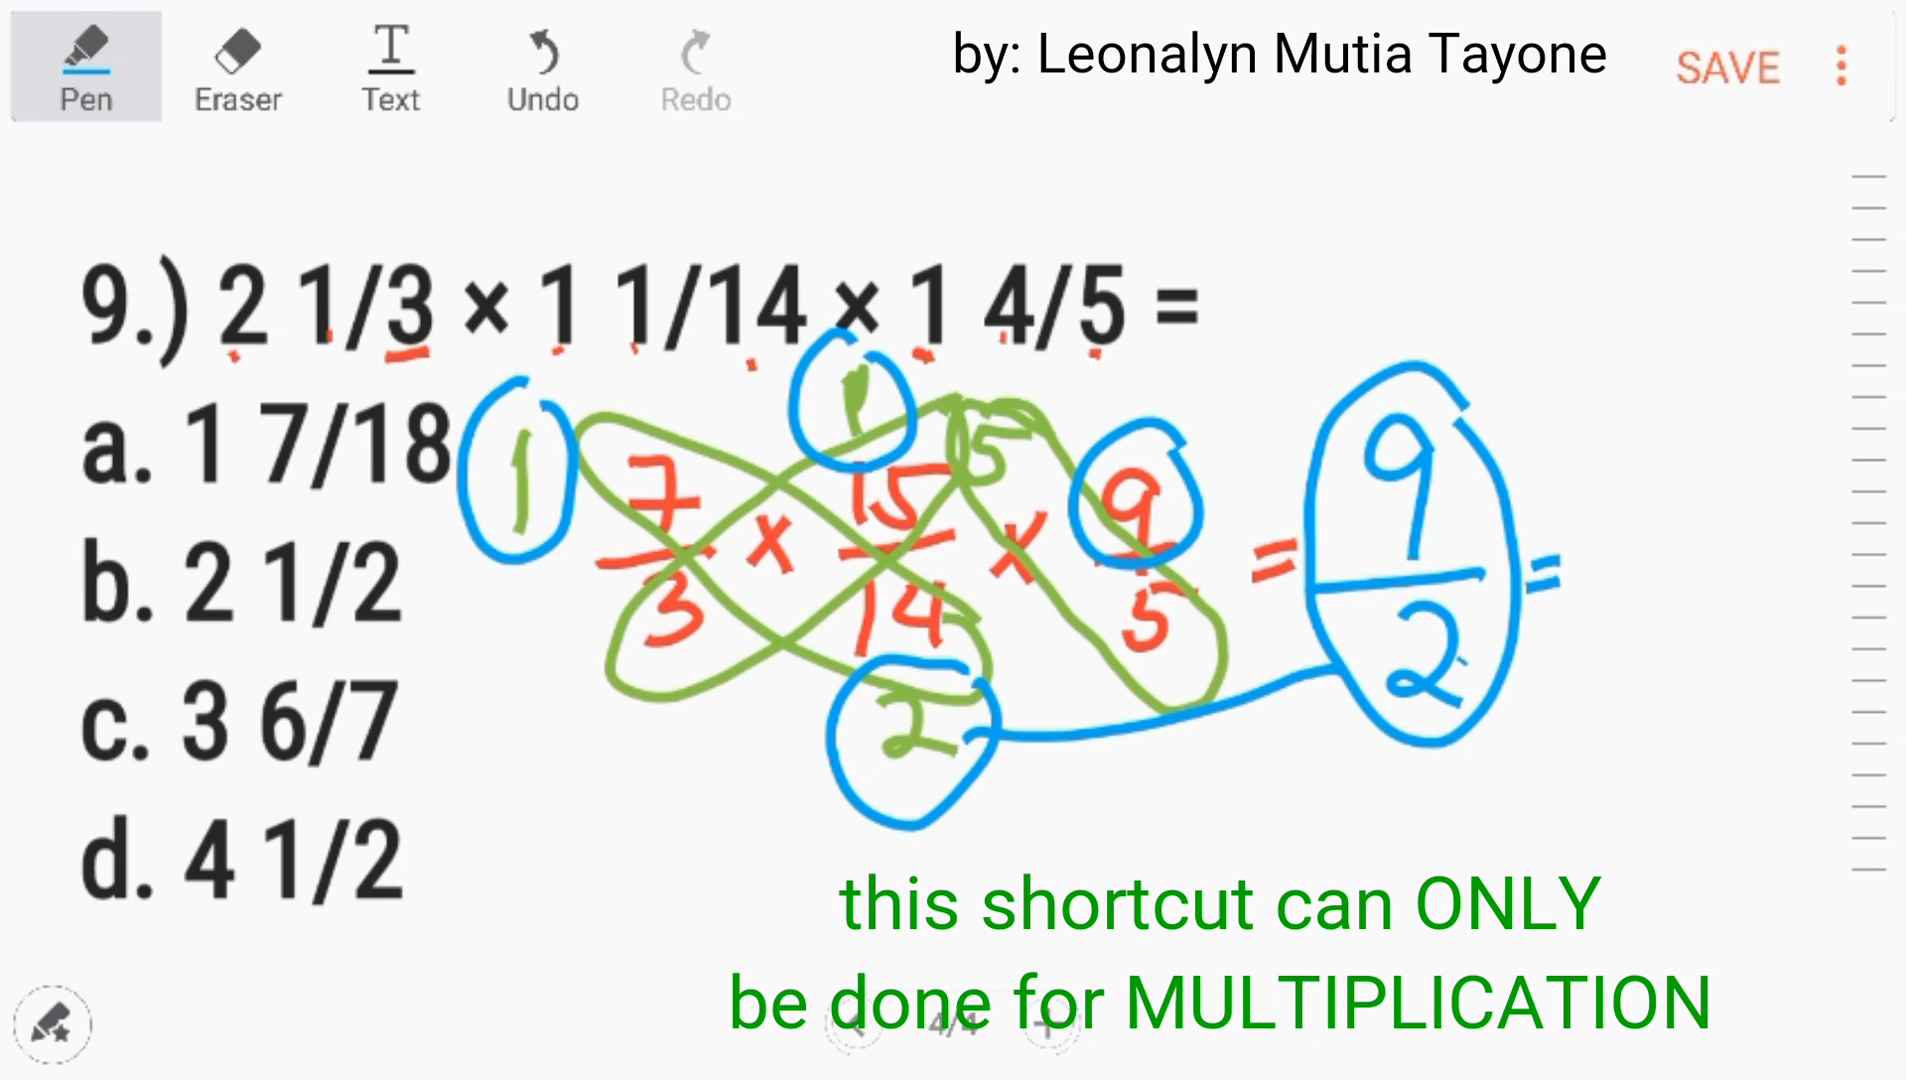 Pen Eraser Text Undo Redo by: Leonalyn Mutia Tayone SAVE
9.) 2 1/3 × 1 1/14 × 1 4/5 =
a. 1 7/18
b. 2 1/2
c. 3 6/7
d. 4 1/2
1 1 5
7/3 × 15/14 × 9/5 = 9/2 =
2
this shortcut can ONLY
be done for MULTIPLICATION
4/4